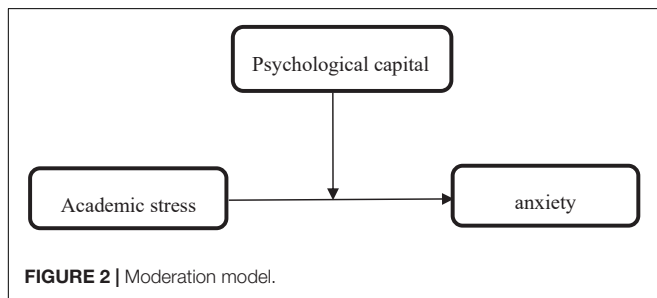 Psychological capital
Academic stress
anxiety
FIGURE 2 | Moderation model.